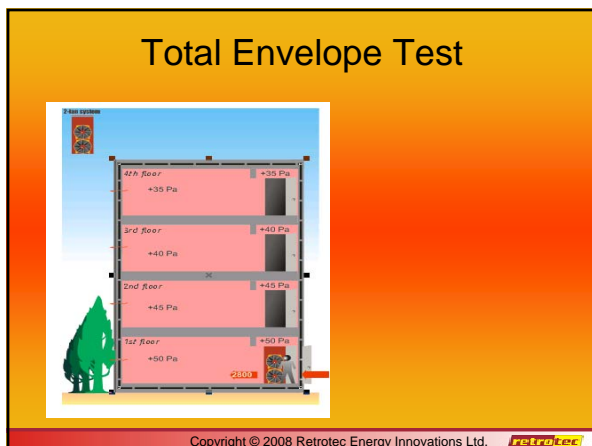 Total Envelope Test
2-fan system
4th floor
+35 Pa
+35 Pa
3rd floor
+40 Pa
+40 Pa
2nd floor
+45 Pa
+45 Pa
1st floor
+50 Pa
+50 Pa
2800
Copyright © 2008 Retrotec Energy Innovations Ltd.
retrotec